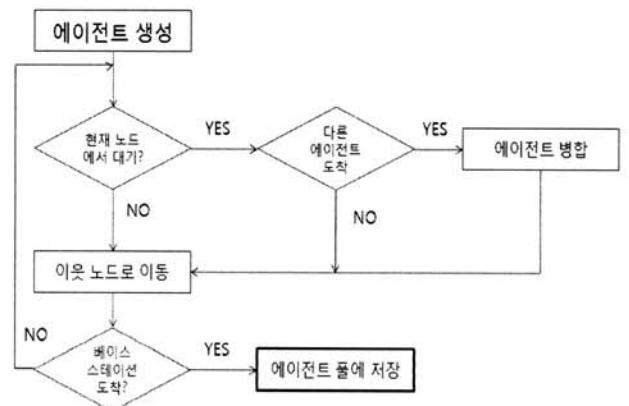 에이전트 생성
현재 노드
에서 대기?
YES
다른
에이전트
도착
YES
에이전트 병합
NO
NO
이웃 노드로 이동
NO
베이스
스테이션
도착?
YES
에이전트 풀에 저장